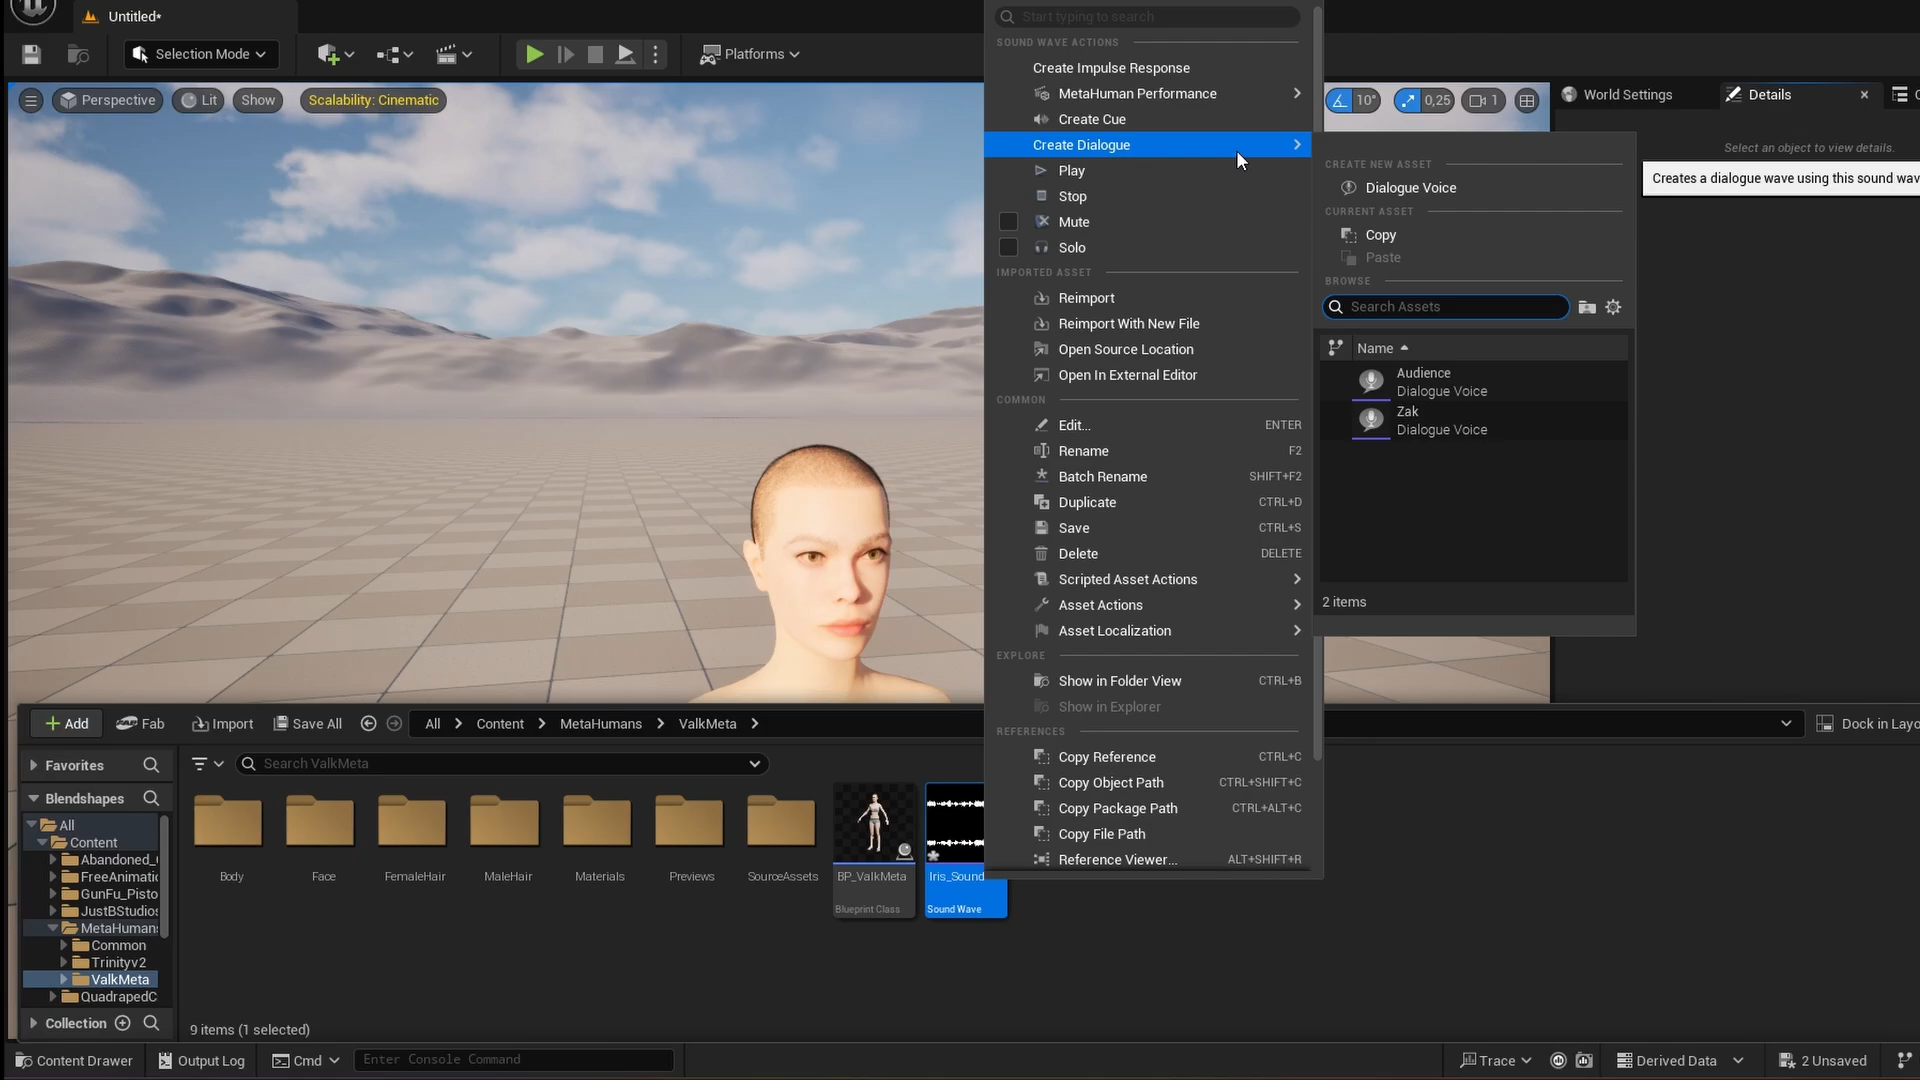 Untitled*
Selection Mode
Platforms
Perspective
Lit
Show
Scalability: Cinematic
Start typing to search
SOUND WAVE ACTIONS
Create Impulse Response
MetaHuman Performance
Create Cue
Create Dialogue
Play
Stop
Mute
Solo
IMPORTED ASSET
Reimport
Reimport With New File
Open Source Location
Open In External Editor
COMMON
Edit... ENTER
Rename F2
Batch Rename SHIFT+F2
Duplicate CTRL+D
Save CTRL+S
Delete DELETE
Scripted Asset Actions
Asset Actions
Asset Localization
EXPLORE
Show in Folder View CTRL+B
Show in Explorer
REFERENCES
Copy Reference CTRL+C
Copy Object Path CTRL+SHIFT+C
Copy Package Path CTRL+ALT+C
Copy File Path
Reference Viewer... ALT+SHIFT+R
10°
0,25
1
World Settings
Details
Select an object to view details.
Creates a dialogue wave using this sound wav
CREATE NEW ASSET
Dialogue Voice
CURRENT ASSET
Copy
Paste
BROWSE
Search Assets
Name
Audience
Dialogue Voice
Zak
Dialogue Voice
2 items
Add
Fab
Import
Save All
All
Content
MetaHumans
ValkMeta
Dock in Layo
Favorites
Blendshapes
All
Content
Abandoned_
FreeAnimatic
GunFu_Pisto
JustBStudios
MetaHuman
Common
Trinityv2
ValkMeta
QuadrapedC
Collection
Search ValkMeta
Body
Face
FemaleHair
MaleHair
Materials
Previews
SourceAssets
BP_ValkMeta
Blueprint Class
Iris_Sound
Sound Wave
9 items (1 selected)
Content Drawer
Output Log
Cmd
Enter Console Command
Trace
Derived Data
2 Unsaved